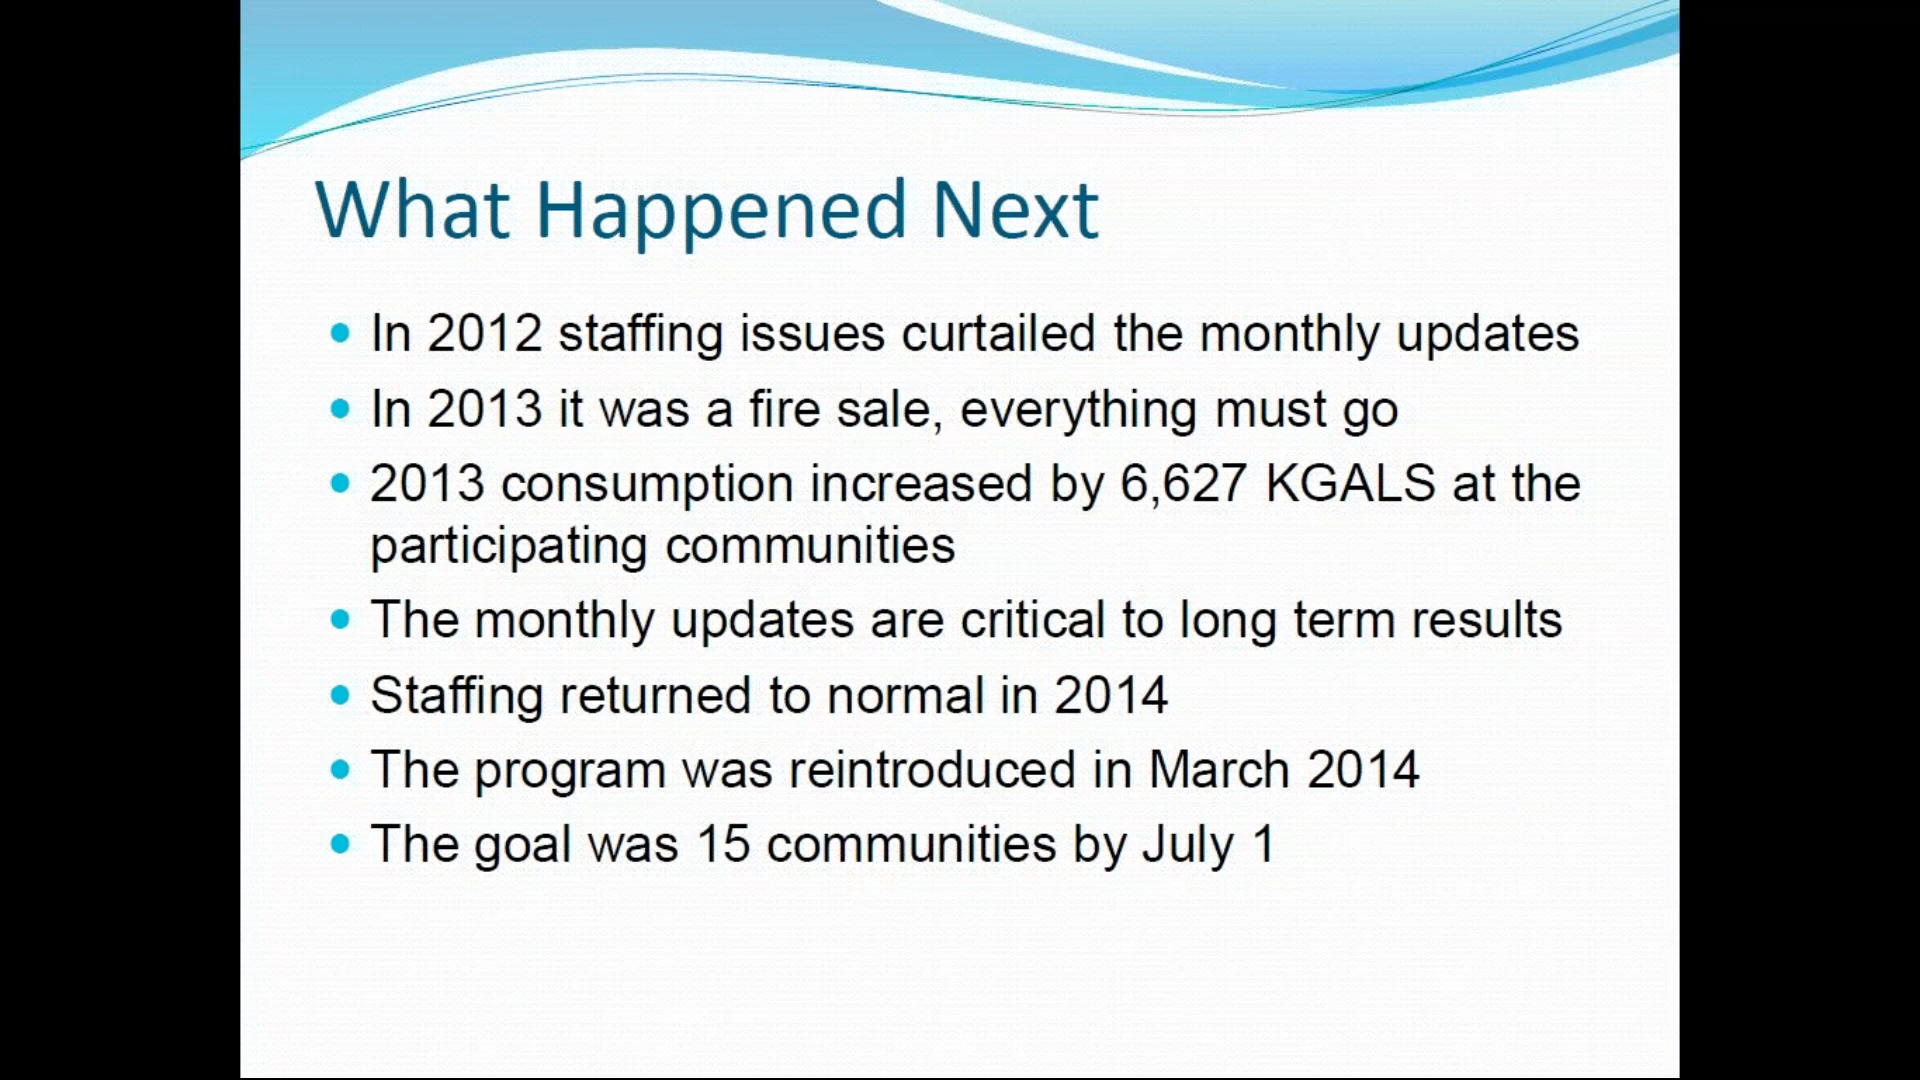 What Happened Next
• In 2012 staffing issues curtailed the monthly updates
• In 2013 it was a fire sale, everything must go
• 2013 consumption increased by 6,627 KGALS at the
participating communities
• The monthly updates are critical to long term results
• Staffing returned to normal in 2014
• The program was reintroduced in March 2014
• The goal was 15 communities by July 1